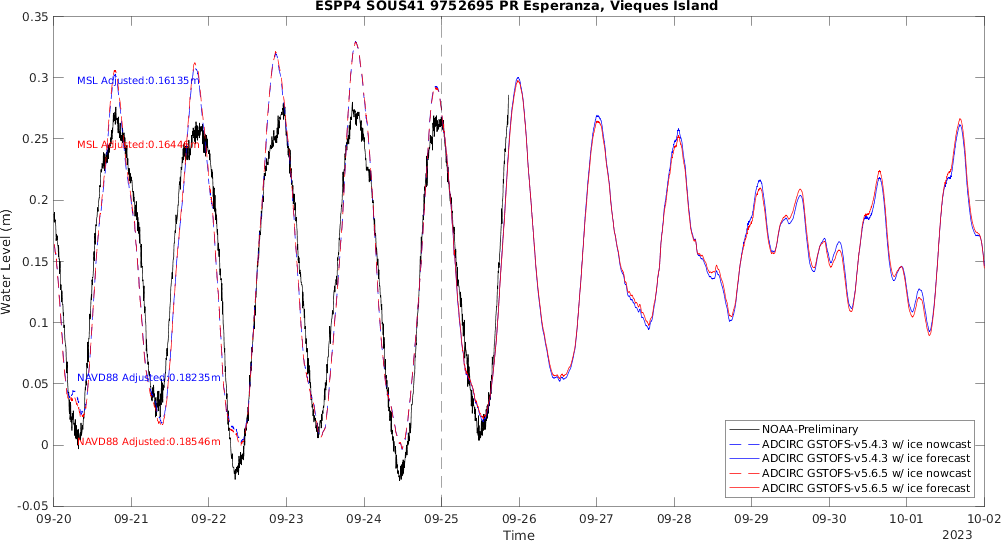 ESPP4 SOUS41 9752695 PR Esperanza, Vieques Island
0.35
0.3
0.25
0.2
0.15
0.1
0.05
0
-0.05
Water Level (m)
MSL Adjusted:0.16135m
MSL Adjusted:0.1644
NAVD88 Adjusted:0.18235m
NAVD88 Adjusted:0.18546m
NOAA-Preliminary
ADCIRC GSTOFS-v5.4.3 w/ ice nowcast
ADCIRC GSTOFS-v5.4.3 w/ ice forecast
ADCIRC GSTOFS-v5.6.5 w/ ice nowcast
ADCIRC GSTOFS-v5.6.5 w/ ice forecast
09-20 09-21 09-22 09-23 09-24 09-25 09-26 09-27 09-28 09-29 09-30 10-01 10-02
Time
2023